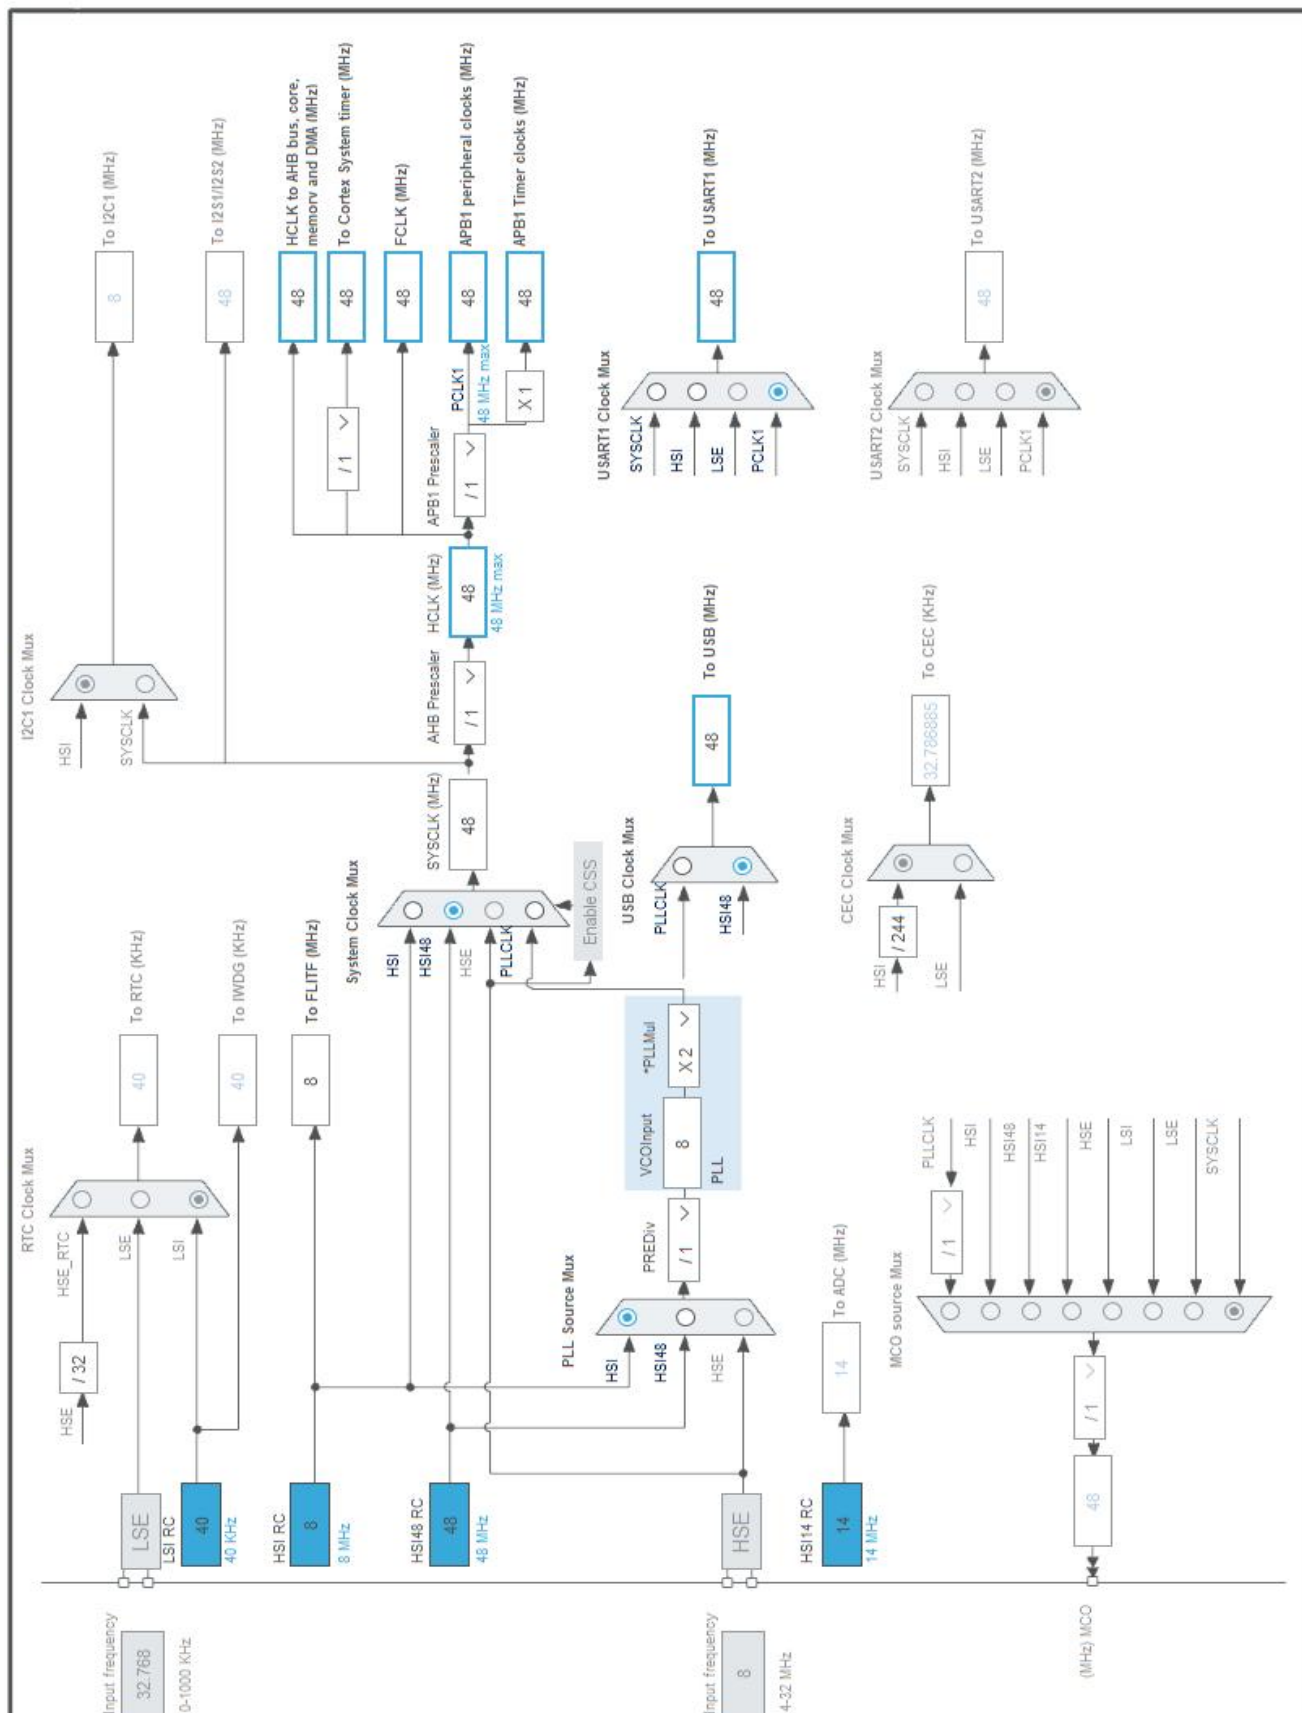 RTC Clock Mux
HSE
/ 32
HSE_RTC
To RTC (KHz)
40
Input frequency
32.768
0-1000 KHz
LSE
LSE
LSI RC
40
40 KHz
LSI
To IWDG (KHz)
40
HSI RC
8
8 MHz
To FLITF (MHz)
8
HSI48 RC
48
48 MHz
System Clock Mux
HSI
HSI48
HSE
PLLCLK
Enable CSS
SYSCLK (MHz)
48
AHB Prescaler
/ 1
HCLK (MHz)
48
48 MHz max
APB1 Prescaler
/ 1
PCLK1
48 MHz max
X 1
I2C1 Clock Mux
HSI
SYSCLK
8
To I2C1 (MHz)
48
To I2S1/I2S2 (MHz)
48
HCLK to AHB bus, core,
memory and DMA (MHz)
/ 1
48
To Cortex System timer (MHz)
48
FCLK (MHz)
48
APB1 peripheral clocks (MHz)
48
APB1 Timer clocks (MHz)
PLL Source Mux
HSI
HSI48
HSE
PREDiv
/ 1
VCOInput
8
*PLLMul
X 2
PLL
USB Clock Mux
PLLCLK
HSI48
48
To USB (MHz)
USART1 Clock Mux
SYSCLK
HSI
LSE
PCLK1
48
To USART1 (MHz)
Input frequency
8
4-32 MHz
HSE
HSI14 RC
14
14 MHz
14
To ADC (MHz)
CEC Clock Mux
HSI
/ 244
LSE
32.786885
To CEC (KHz)
USART2 Clock Mux
SYSCLK
HSI
LSE
PCLK1
48
To USART2 (MHz)
MCO source Mux
PLLCLK
/ 1
HSI
HSI48
HSI14
HSE
LSI
LSE
SYSCLK
/ 1
48
(MHz) MCO